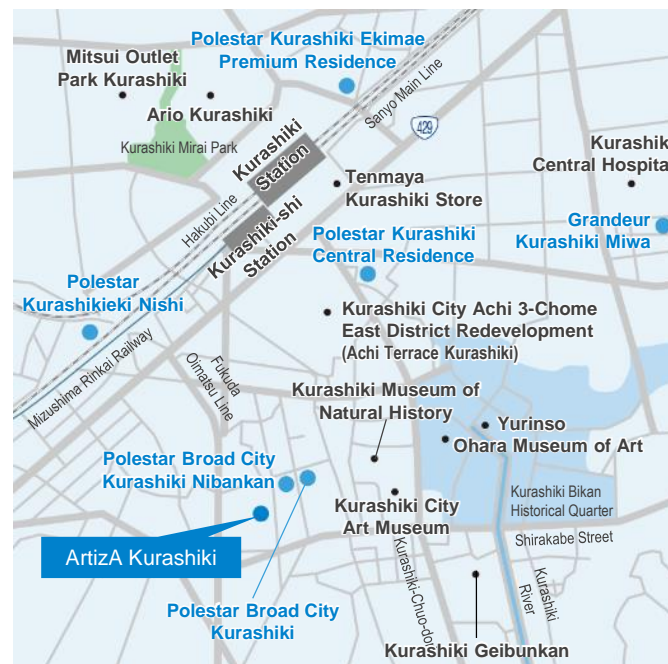 Polestar Kurashiki Ekimae
Premium Residence
Mitsui Outlet
Park Kurashiki
Ario Kurashiki
Sanyo Main Line
429
Kurashiki Mirai Park
Kurashiki
Station
Kurashik
Central Hospita
Tenmaya
Kurashiki Store
Hakubi Line
Kurashiki-shi
Station
Grandeur
Kurashiki Miwa
Polestar Kurashiki
Central Residence
Polestar
Kurashikieki Nishi
Kurashiki City Achi 3-Chome
East District Redevelopment
(Achi Terrace Kurashiki)
Mizushima Rinkai Railway
Fukuda
Oimatsu Line
Kurashiki Museum of
Natural History
Yurinso
Ohara Museum of Art
Polestar Broad City
Kurashiki Nibankan
Kurashiki City
Art Museum
Kurashiki Bikan
Historical Quarter
Shirakabe Street
ArtizA Kurashiki
Kurashiki-Chuo-dori
Kurashiki
River
Polestar Broad City
Kurashiki
Kurashiki Geibunkan